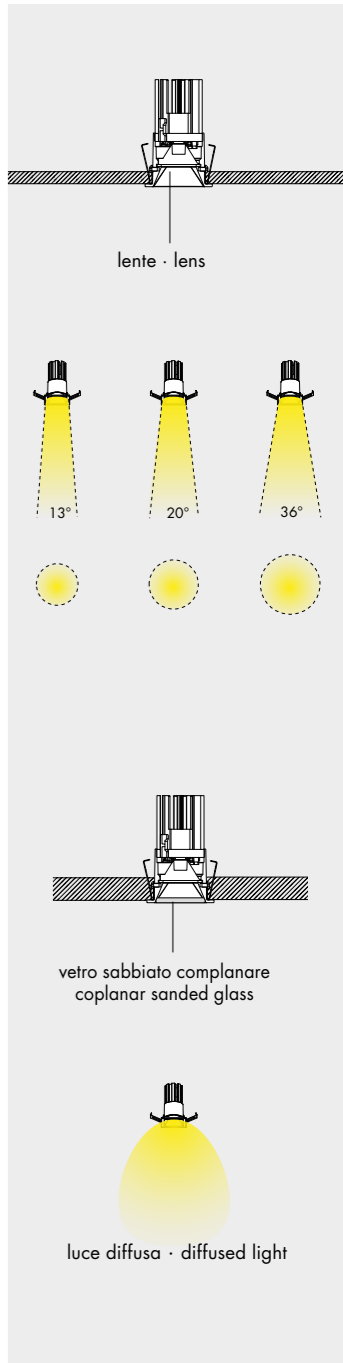 lente · lens
13° 20° 36°
vetro sabbiato complanare
coplanar sanded glass
luce diffusa · diffused light